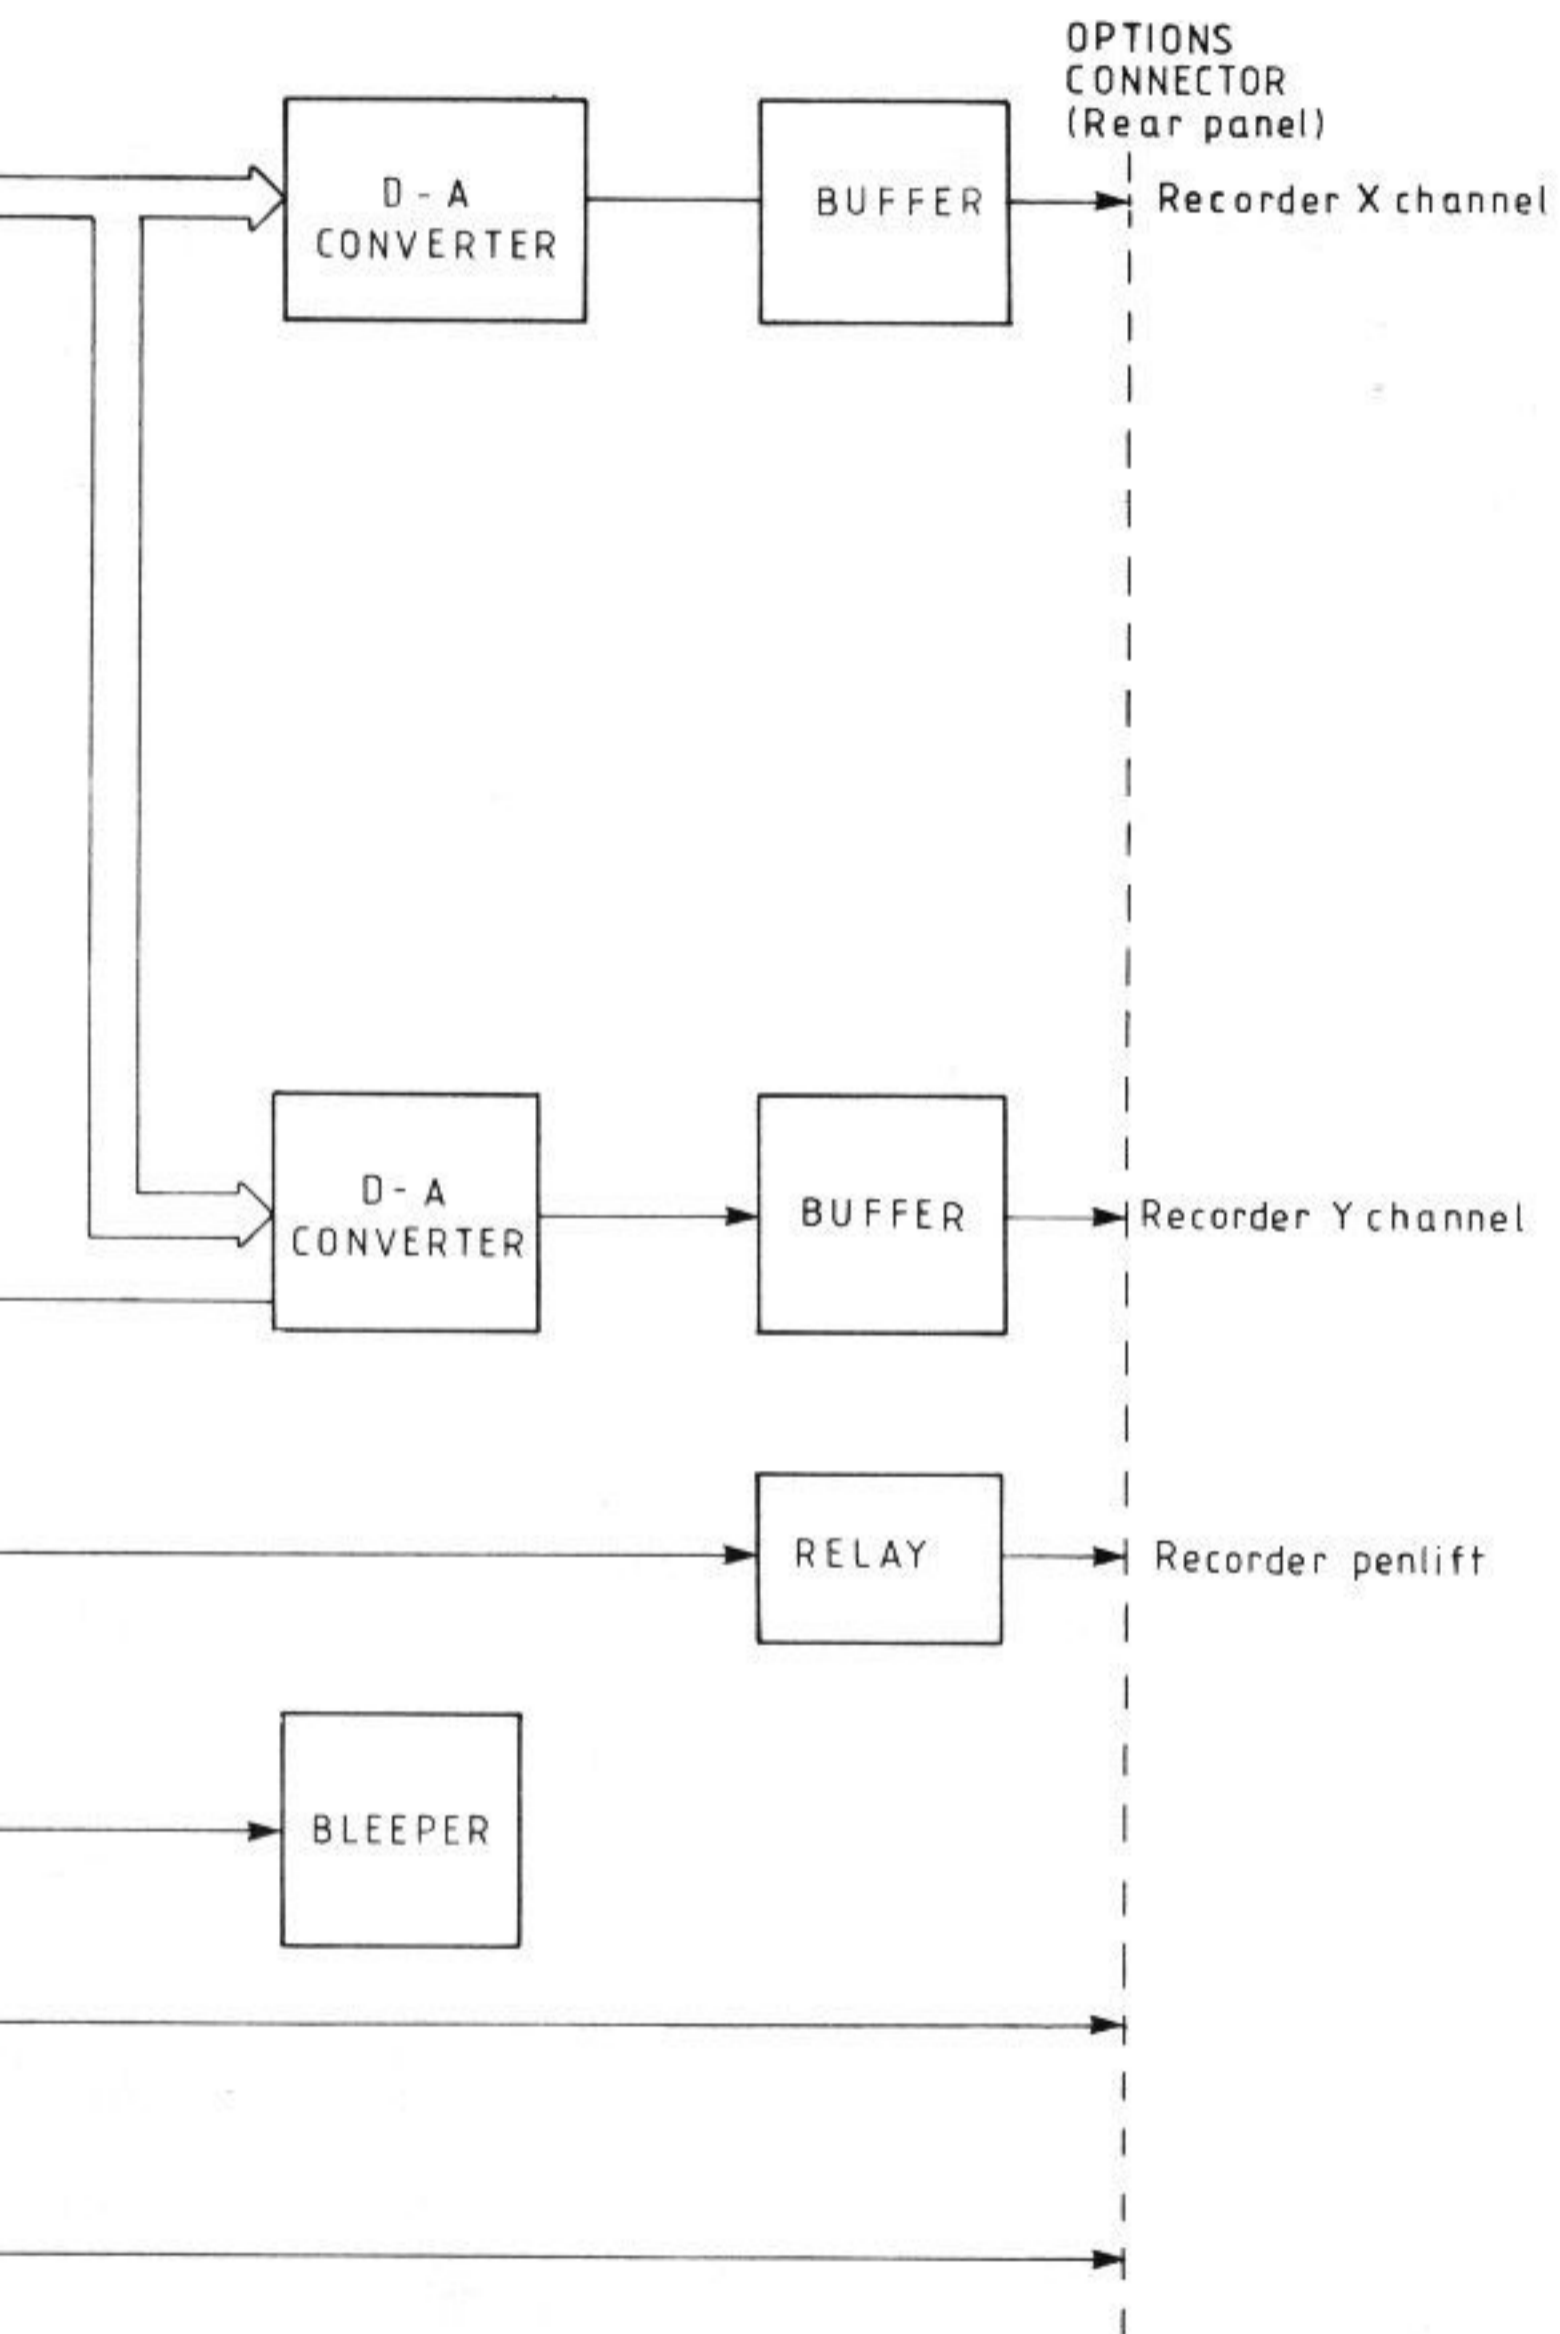 OPTIONS
CONNECTOR
(Rear panel)
D-A
CONVERTER
BUFFER
Recorder X channel
D-A
CONVERTER
BUFFER
Recorder Y channel
RELAY
Recorder penlift
BLEEPER